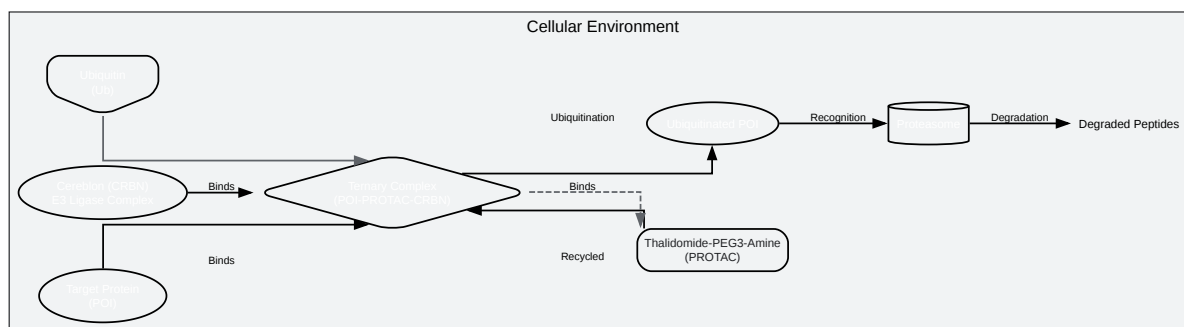 Cellular Environment
Ubiquitin
(Ub)
Ubiquitination
Ubiquitinated POI
Recognition
Proteasome
Degradation
Degraded Peptides
Cereblon (CRBN)
E3 Ligase Complex
Binds
Ternary Complex
(POI-PROTAC-CRBN)
Binds
Thalidomide-PEG3-Amine
(PROTAC)
Binds
Recycled
Target Protein
(POI)